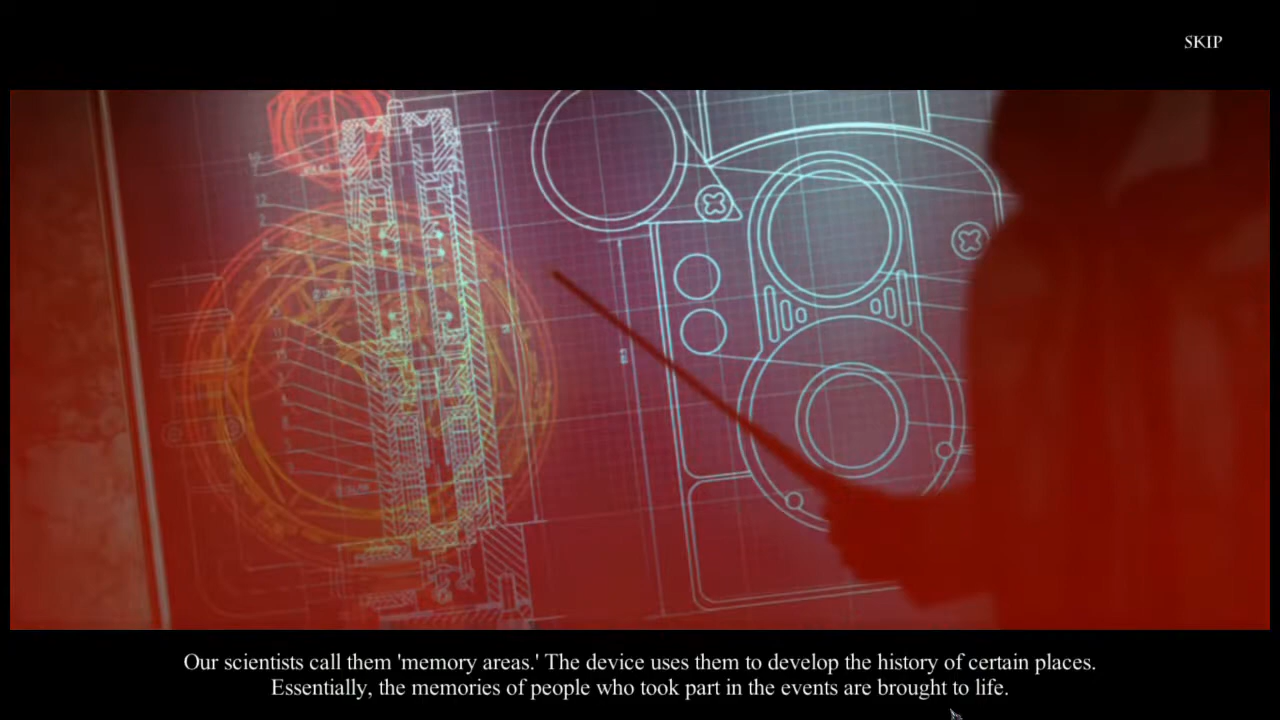 SKIP
Our scientists call them 'memory areas.' The device uses them to develop the history of certain places.
Essentially, the memories of people who took part in the events are brought to life.